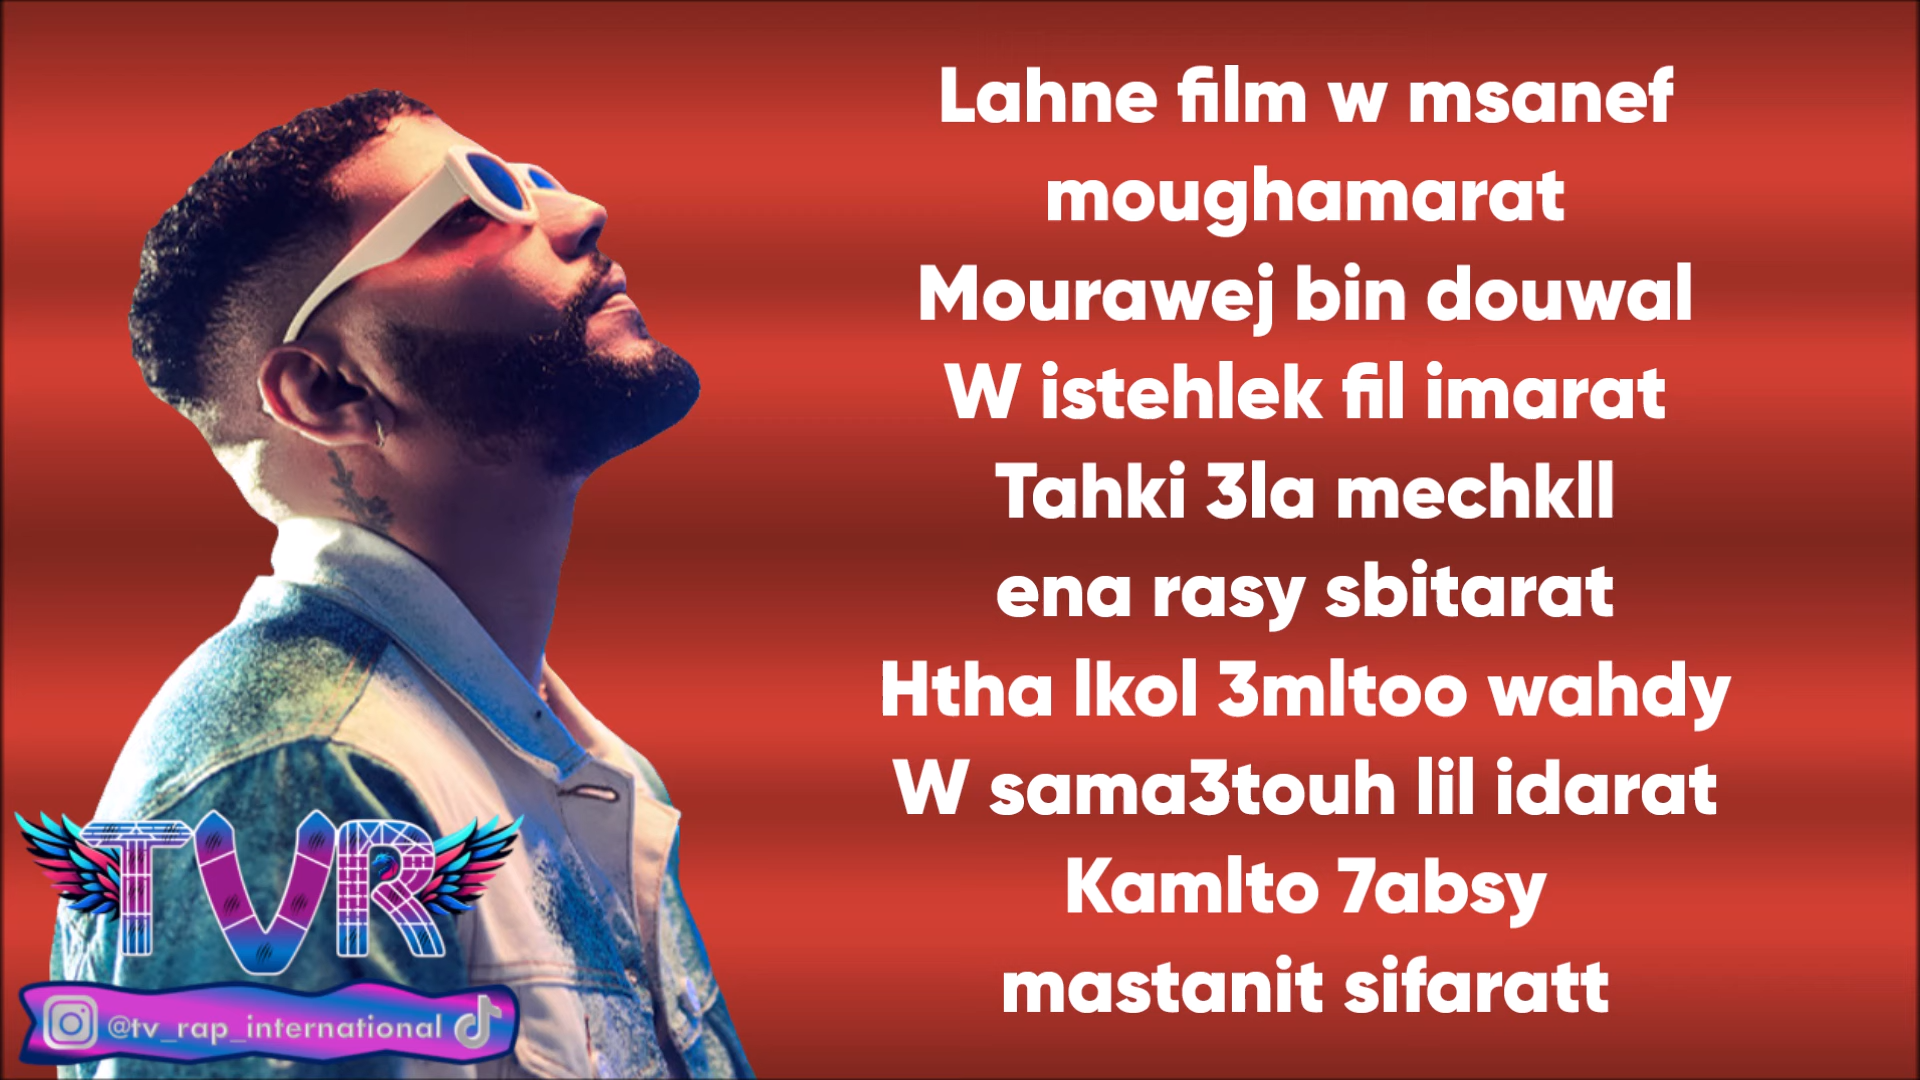 Lahne film w msanef
moughamarat
Mourawej bin douwal
W istehlek fil imarat
Tahki 3la mechkll
ena rasy sbitarat
Htha lkol 3mltoo wahdy
W sama3touh lil idarat
Kamlto 7absy
mastanit sifaratt
TVR
@tv_rap_international